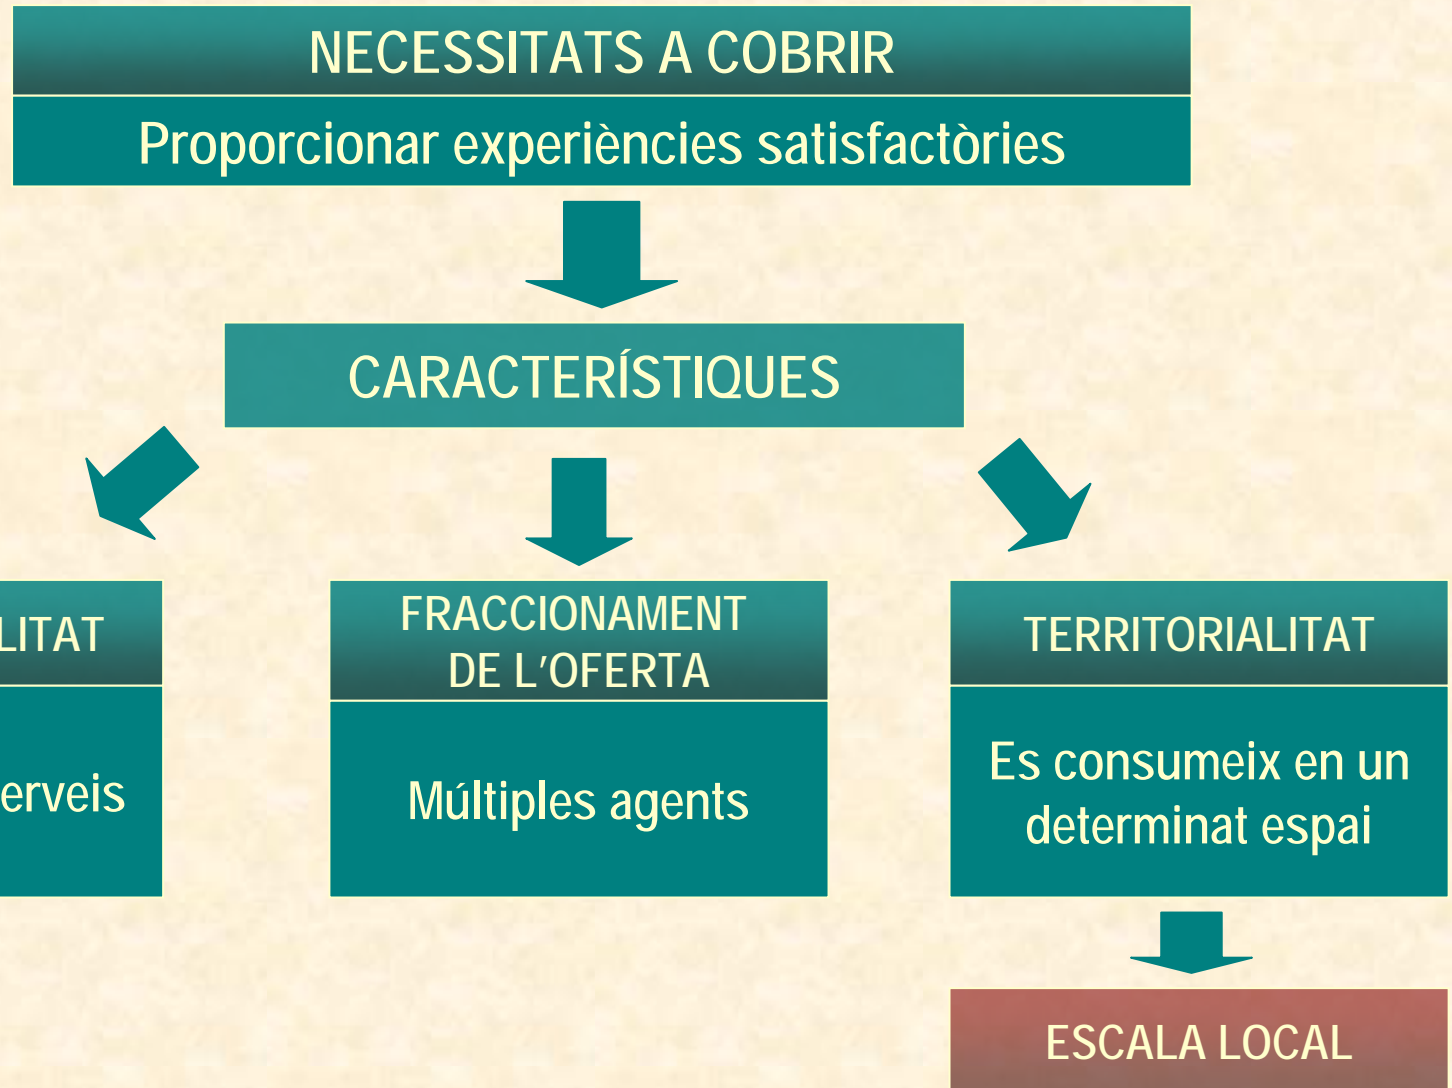 NECESSITATS A COBRIR
Proporcionar experiències satisfactòries
CARACTERÍSTIQUES
LITAT
erveis
FRACCIONAMENT
DE L'OFERTA
Múltiples agents
TERRITORIALITAT
Es consumeix en un
determinat espai
ESCALA LOCAL